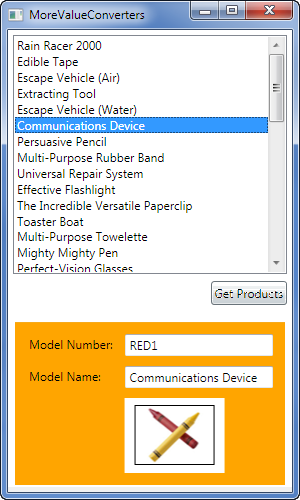 MoreValueConverters
Rain Racer 2000
Edible Tape
Escape Vehicle (Air)
Extracting Tool
Escape Vehicle (Water)
Communications Device
Persuasive Pencil
Multi-Purpose Rubber Band
Universal Repair System
Effective Flashlight
The Incredible Versatile Paperclip
Toaster Boat
Multi-Purpose Towelette
Mighty Mighty Pen
Perfect-Vision Glasses
Get Products
Model Number: RED1
Model Name: Communications Device